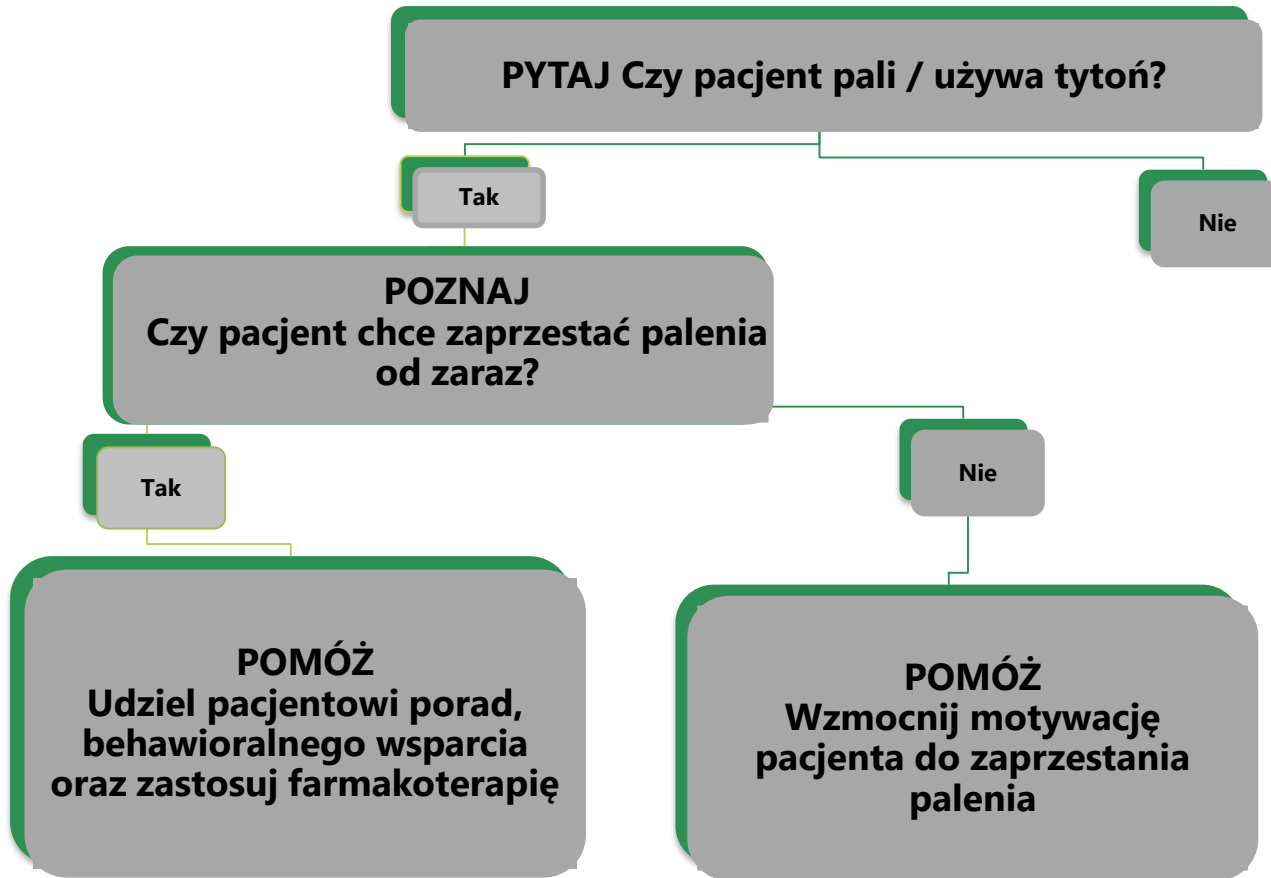 PYTAJ Czy pacjent pali / używa tytoń?
Tak
Nie
POZNAJ
Czy pacjent chce zaprzestać palenia
od zaraz?
Tak
Nie
POMÓŻ
Udziel pacjentowi porad,
behawioralnego wsparcia
oraz zastosuj farmakoterapię
POMÓŻ
Wzmocnij motywację
pacjenta do zaprzestania
palenia